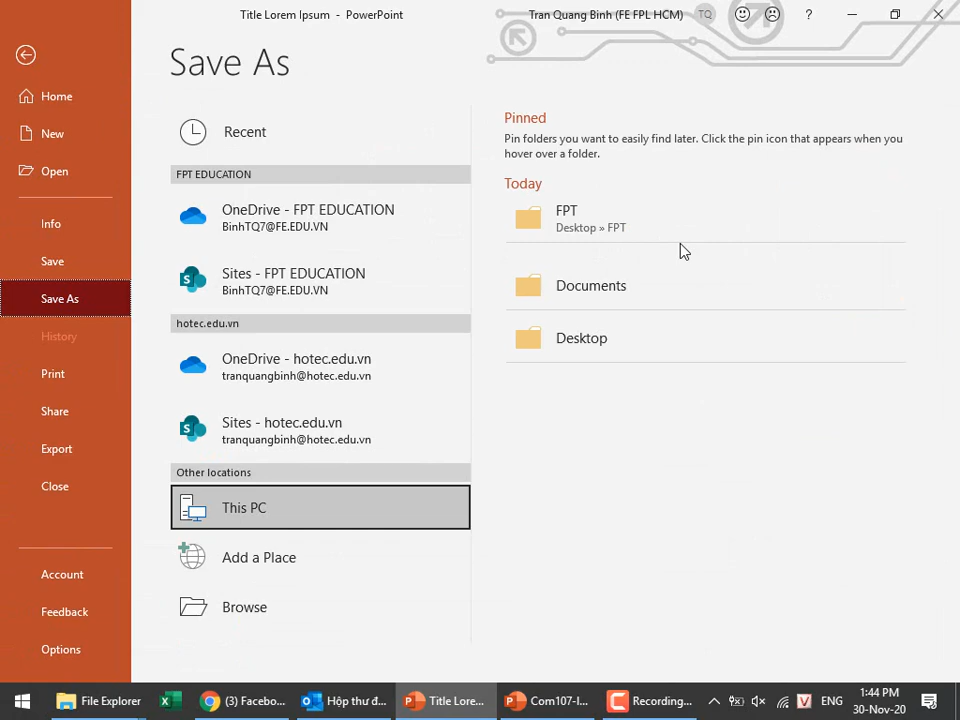 Title Lorem Ipsum - PowerPoint
Tran Quang Binh (FE FPL HCM)
TQ
?
Save As
Home
New
Open
Info
Save
Save As
History
Print
Share
Export
Close
Account
Feedback
Options
Recent
FPT EDUCATION
OneDrive - FPT EDUCATION
BinhTQ7@FE.EDU.VN
Sites - FPT EDUCATION
BinhTQ7@FE.EDU.VN
hotec.edu.vn
OneDrive - hotec.edu.vn
tranquangbinh@hotec.edu.vn
Sites - hotec.edu.vn
tranquangbinh@hotec.edu.vn
Other locations
This PC
Add a Place
Browse
Pinned
Pin folders you want to easily find later. Click the pin icon that appears when you
hover over a folder.
Today
FPT
Desktop » FPT
Documents
Desktop
File Explorer
(3) Facebo...
Hộp thư đ...
Title Lore...
Com107-I...
Recording...
ENG
1:44 PM
30-Nov-20